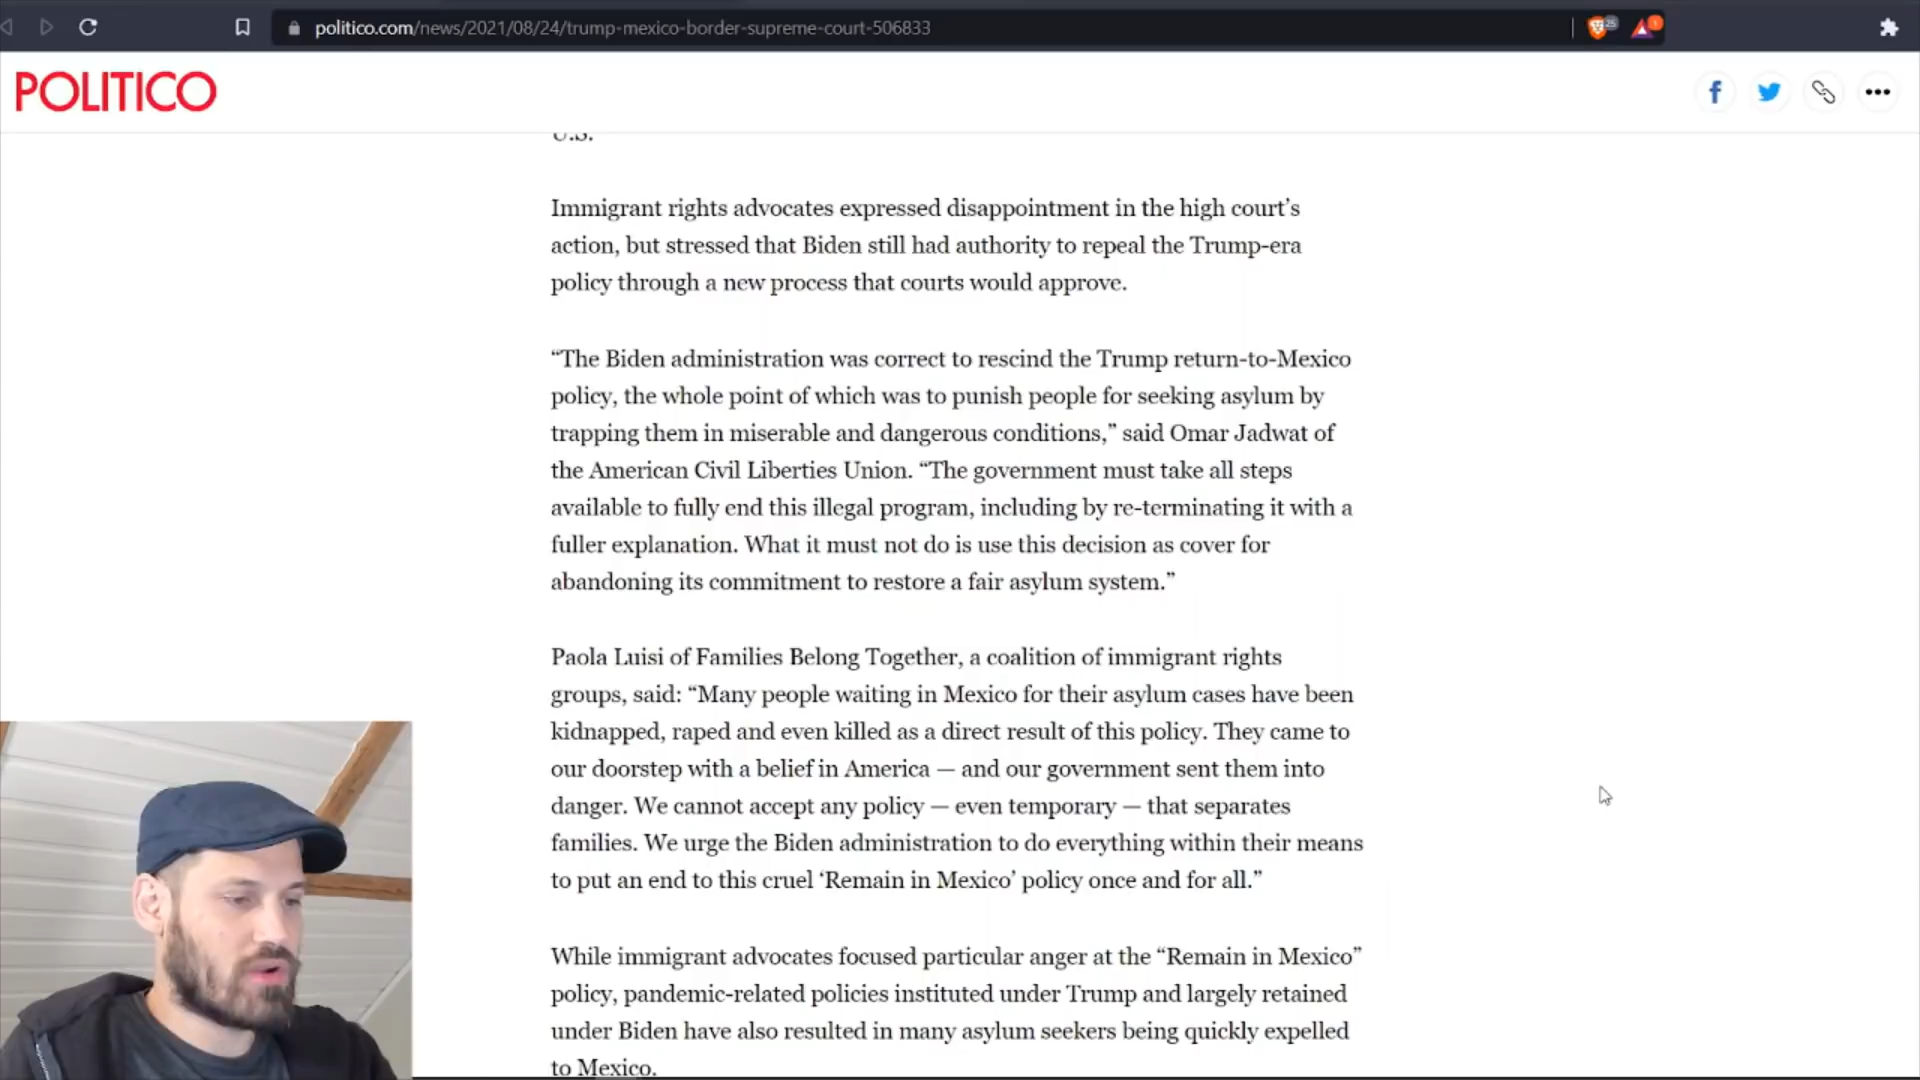 politico.com/news/2021/08/24/trump-mexico-border-supreme-court-506833
25
1
POLITICO
U.S.
Immigrant rights advocates expressed disappointment in the high court’s
action, but stressed that Biden still had authority to repeal the Trump-era
policy through a new process that courts would approve.
“The Biden administration was correct to rescind the Trump return-to-Mexico
policy, the whole point of which was to punish people for seeking asylum by
trapping them in miserable and dangerous conditions,” said Omar Jadwat of
the American Civil Liberties Union. “The government must take all steps
available to fully end this illegal program, including by re-terminating it with a
fuller explanation. What it must not do is use this decision as cover for
abandoning its commitment to restore a fair asylum system.”
Paola Luisi of Families Belong Together, a coalition of immigrant rights
groups, said: “Many people waiting in Mexico for their asylum cases have been
kidnapped, raped and even killed as a direct result of this policy. They came to
our doorstep with a belief in America — and our government sent them into
danger. We cannot accept any policy — even temporary — that separates
families. We urge the Biden administration to do everything within their means
to put an end to this cruel ‘Remain in Mexico’ policy once and for all.”
While immigrant advocates focused particular anger at the “Remain in Mexico”
policy, pandemic-related policies instituted under Trump and largely retained
under Biden have also resulted in many asylum seekers being quickly expelled
to Mexico.